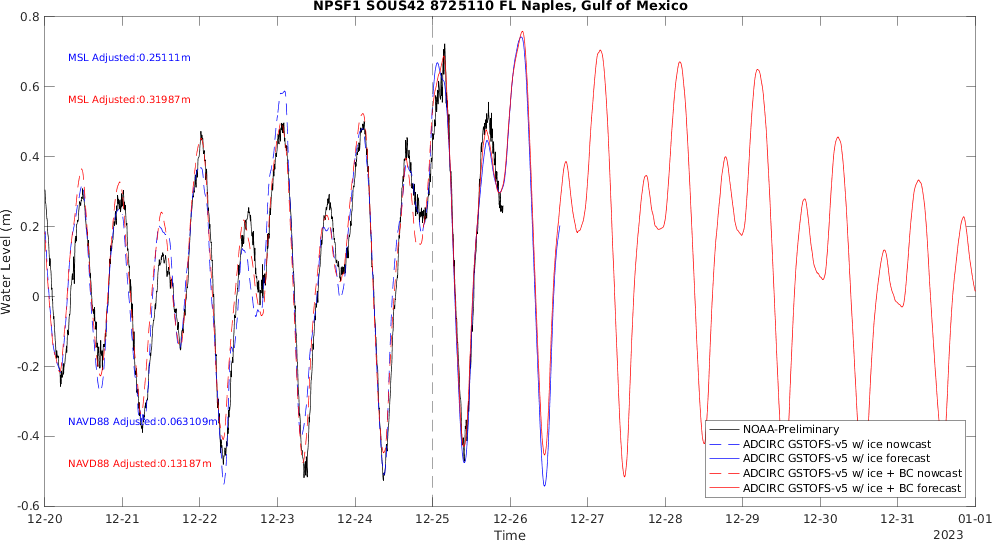 NPSF1 SOUS42 8725110 FL Naples, Gulf of Mexico
0.8
0.6
0.4
0.2
0
-0.2
-0.4
-0.6
Water Level (m)
MSL Adjusted:0.25111m
MSL Adjusted:0.31987m
NAVD88 Adjusted:0.063109m
NAVD88 Adjusted:0.13187m
NOAA-Preliminary
ADCIRC GSTOFS-v5 w/ ice nowcast
ADCIRC GSTOFS-v5 w/ ice forecast
ADCIRC GSTOFS-v5 w/ ice + BC nowcast
ADCIRC GSTOFS-v5 w/ ice + BC forecast
12-20 12-21 12-22 12-23 12-24 12-25 12-26 12-27 12-28 12-29 12-30 12-31 01-01
Time
2023